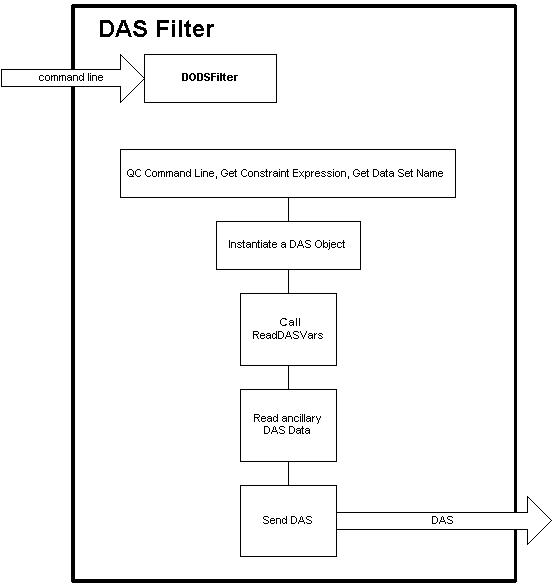 DAS Filter
command line
DODSFilter
QC Command Line, Get Constraint Expression, Get Data Set Name
Instantiate a DAS Object
Call
ReadDASVars
Read ancillary
DAS Data
Send DAS
DAS